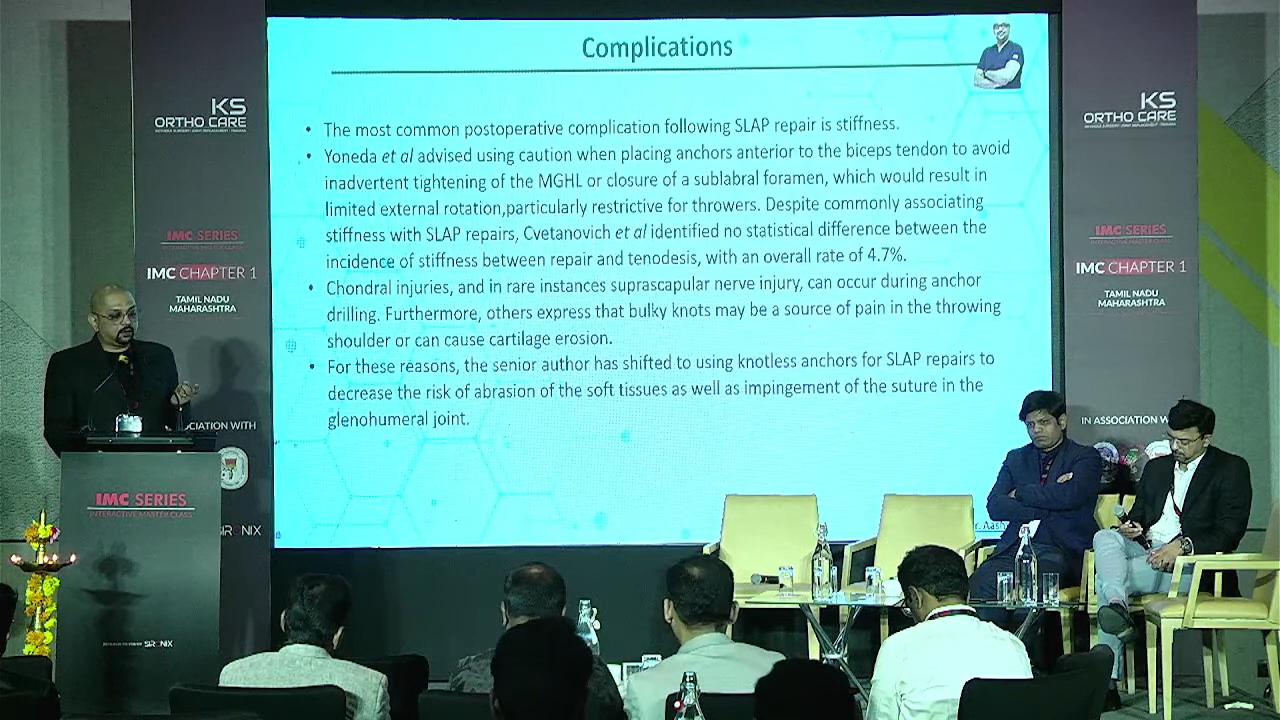 Complications
• The most common postoperative complication following SLAP repair is stiffness.
• Yoneda et al advised using caution when placing anchors anterior to the biceps tendon to avoid
inadvertent tightening of the MGHL or closure of a sublabral foramen, which would result in
limited external rotation,particularly restrictive for throwers. Despite commonly associating
stiffness with SLAP repairs, Cvetanovich et al identified no statistical difference between the
incidence of stiffness between repair and tenodesis, with an overall rate of 4.7%.
• Chondral injuries, and in rare instances suprascapular nerve injury, can occur during anchor
drilling. Furthermore, others express that bulky knots may be a source of pain in the throwing
shoulder or can cause cartilage erosion.
• For these reasons, the senior author has shifted to using knotless anchors for SLAP repairs to
decrease the risk of abrasion of the soft tissues as well as impingement of the suture in the
glenohumeral joint.
KS
ORTHO CARE
IMC SERIES
INTERACTIVE MASTER CLASS
IMC CHAPTER 1
TAMIL NADU
MAHARASHTRA
CIATION WITH
IMC SERIES
INTERACTIVE MASTER CLASS
SIRONIX
KS
ORTHO CARE
IMC SERIES
INTERACTIVE MASTER CLASS
IMC CHAPTER 1
TAMIL NADU
MAHARASHTRA
IN ASSOCIATION W